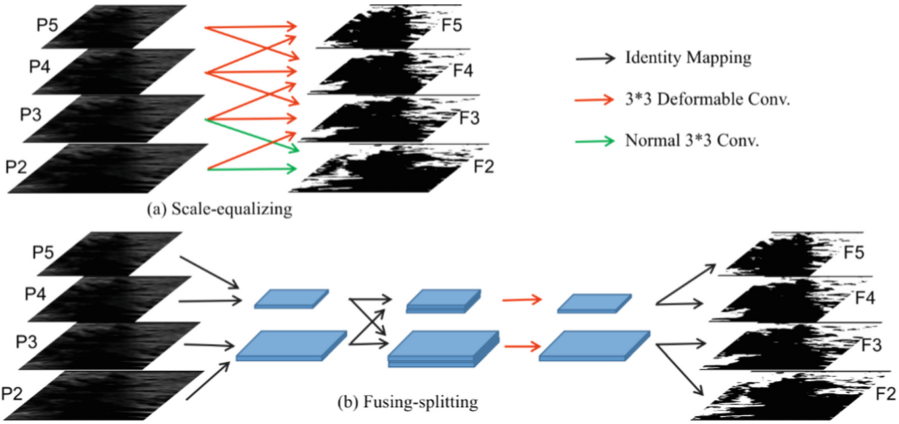 P5
F5
P4
F4
P3
F3
P2
F2
Identity Mapping
3*3 Deformable Conv.
Normal 3*3 Conv.
(a) Scale-equalizing
P5
F5
P4
F4
P3
F3
P2
F2
(b) Fusing-splitting